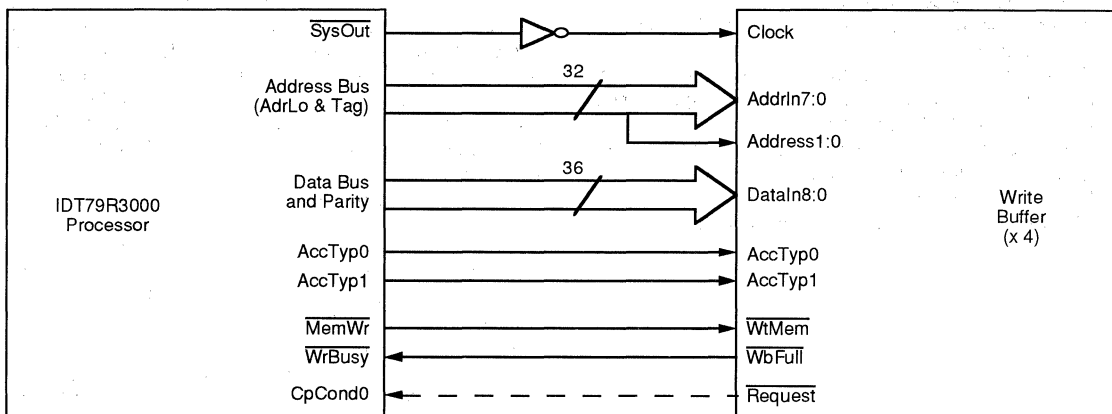 SysOut
Clock
32
Address Bus
(AdrLo & Tag)
AddrIn7:0
Address1:0
36
Data Bus
and Parity
DataIn8:0
IDT79R3000
Processor
Write
Buffer
(x 4)
AccTyp0
AccTyp0
AccTyp1
AccTyp1
MemWr
WtMem
WrBusy
WbFull
CpCond0
Request